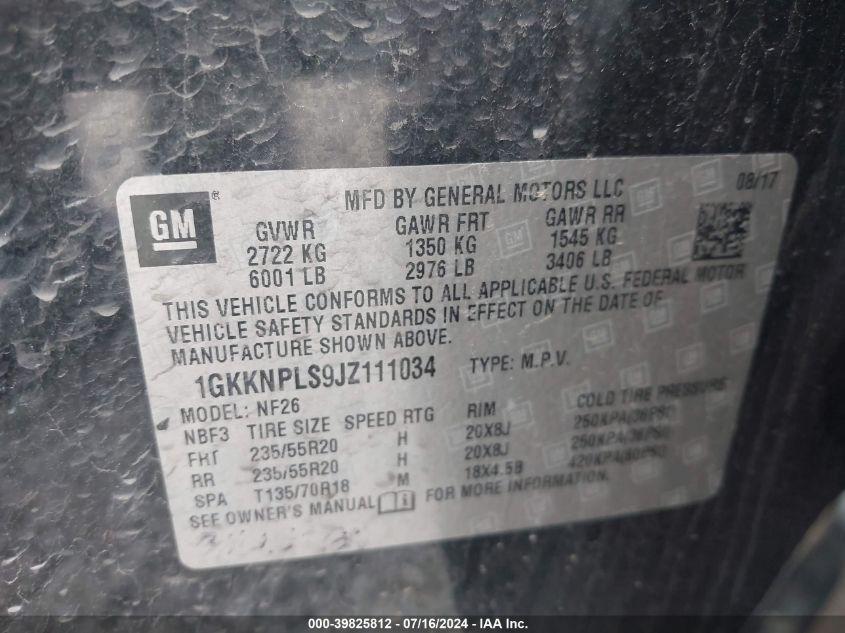 GM ®
MFD BY GENERAL MOTORS LLC 08/17
GVWR GAWR FRT GAWR RR
2722 KG 1350 KG 1545 KG
6001 LB 2976 LB 3406 LB
THIS VEHICLE CONFORMS TO ALL APPLICABLE U.S. FEDERAL MOTOR
VEHICLE SAFETY STANDARDS IN EFFECT ON THE DATE OF
MANUFACTURE SHOWN ABOVE.
1GKKNPLS9JZ111034 TYPE: M.P.V.
MODEL: NF26
NBF3 TIRE SIZE SPEED RTG RIM COLD TIRE PRESSURE
FRT 235/55R20 H 20X8J 250KPA(36PSI)
RR 235/55R20 H 20X8J 250KPA(36PSI)
SPA T135/70R18 M 18X4.5B 420KPA(60PSI)
SEE OWNER'S MANUAL FOR MORE INFORMATION.
000-39825812 - 07/16/2024 - IAA Inc.